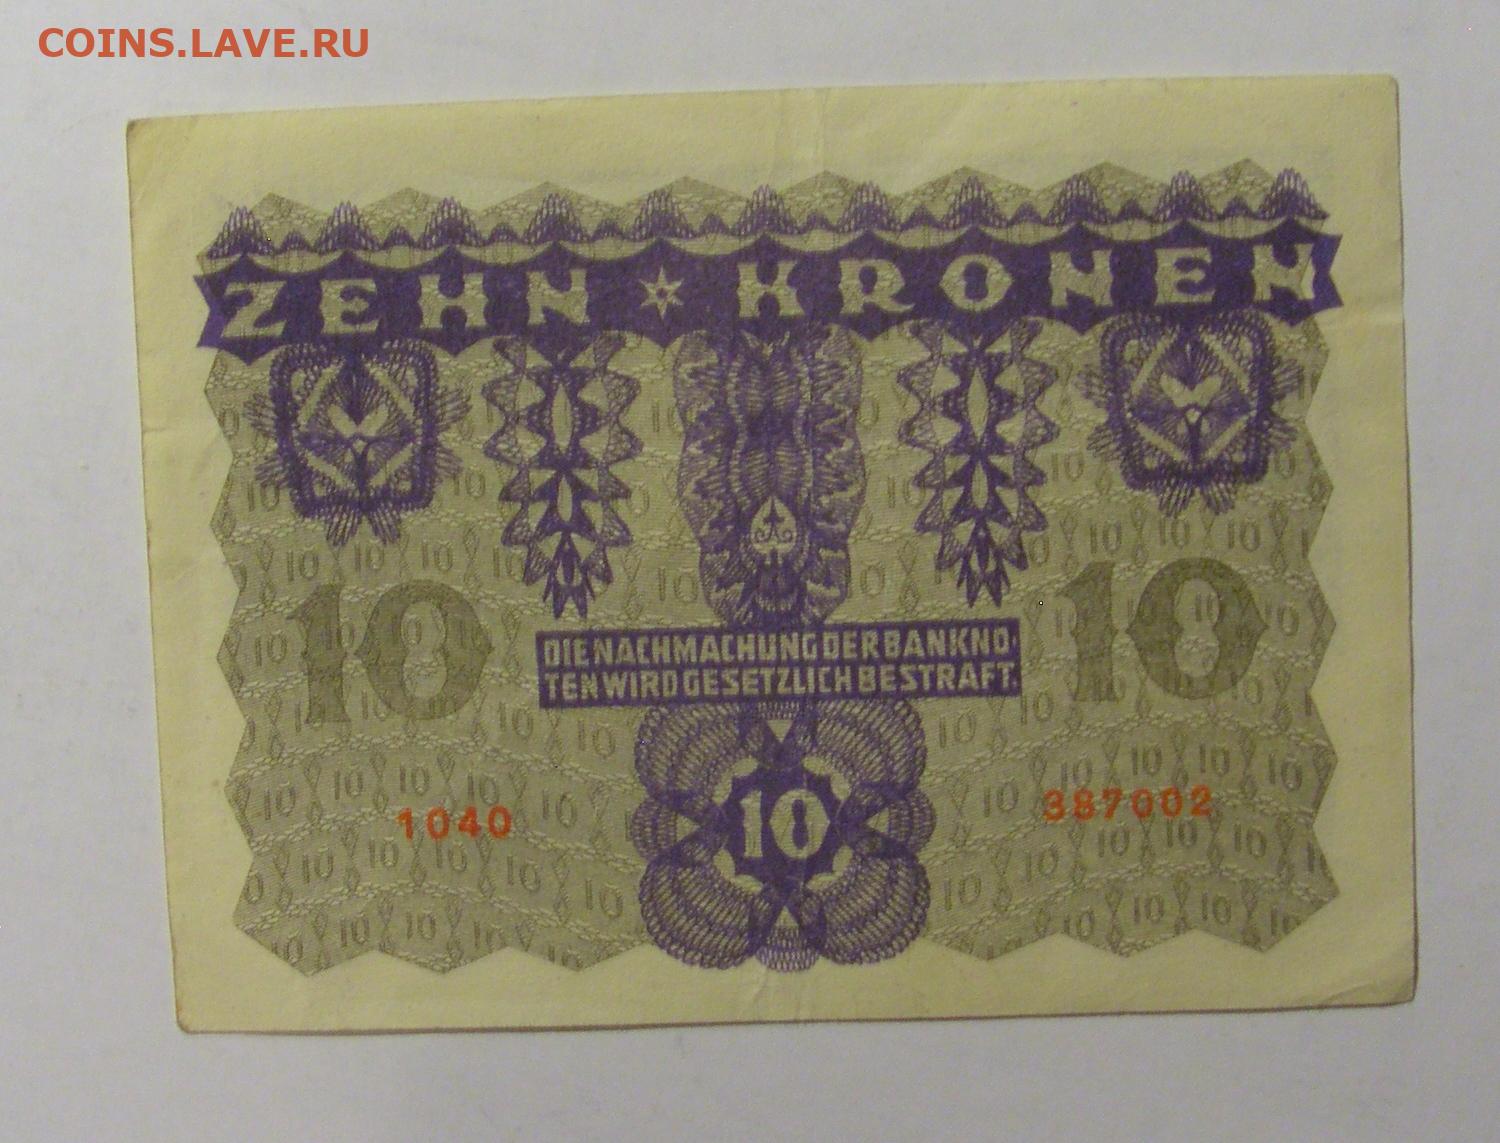 COINS.LAVE.RU
ZEHN ✶ KRONEN
10 10
DIE NACHMACHUNG DER BANKNO-
TEN WIRD GESETZLICH BESTRAFT.
10
1040 387002